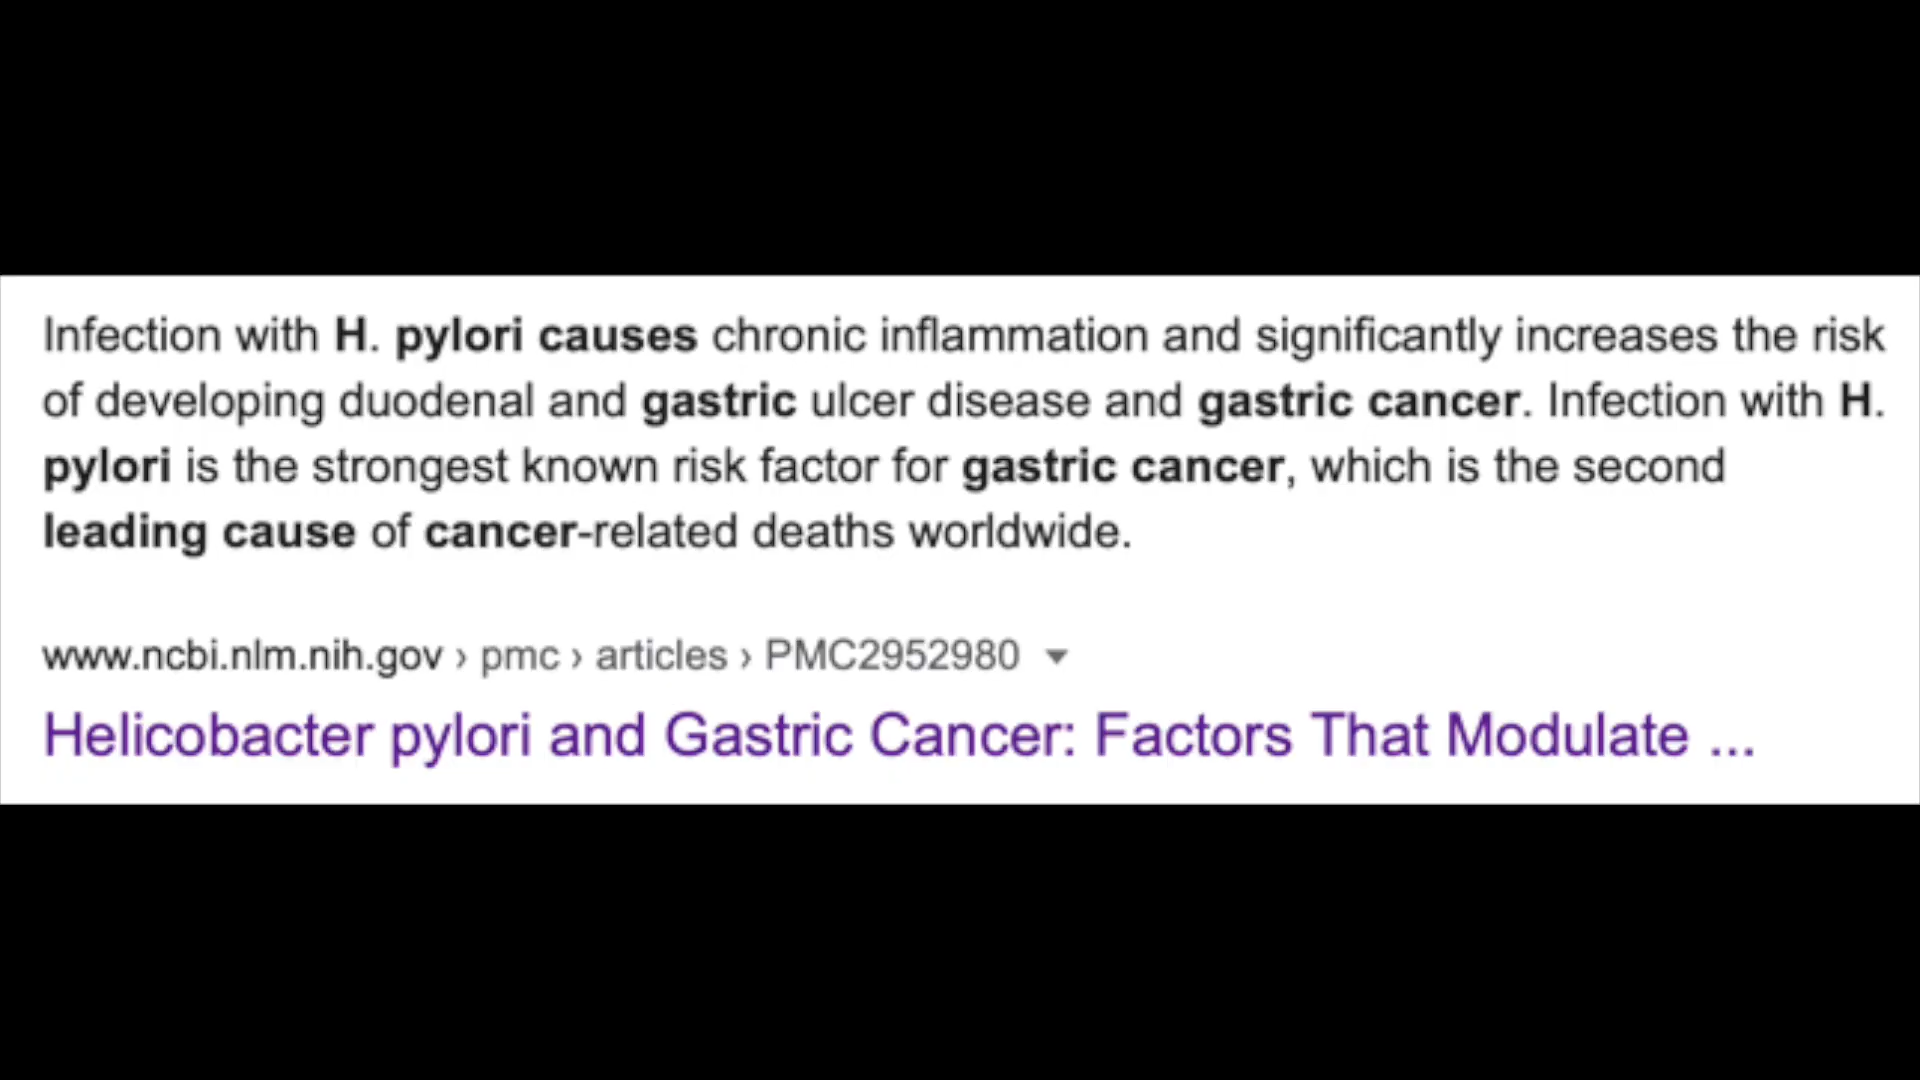 Infection with H. pylori causes chronic inflammation and significantly increases the risk
of developing duodenal and gastric ulcer disease and gastric cancer. Infection with H.
pylori is the strongest known risk factor for gastric cancer, which is the second
leading cause of cancer-related deaths worldwide.
www.ncbi.nlm.nih.gov › pmc › articles › PMC2952980
Helicobacter pylori and Gastric Cancer: Factors That Modulate ...